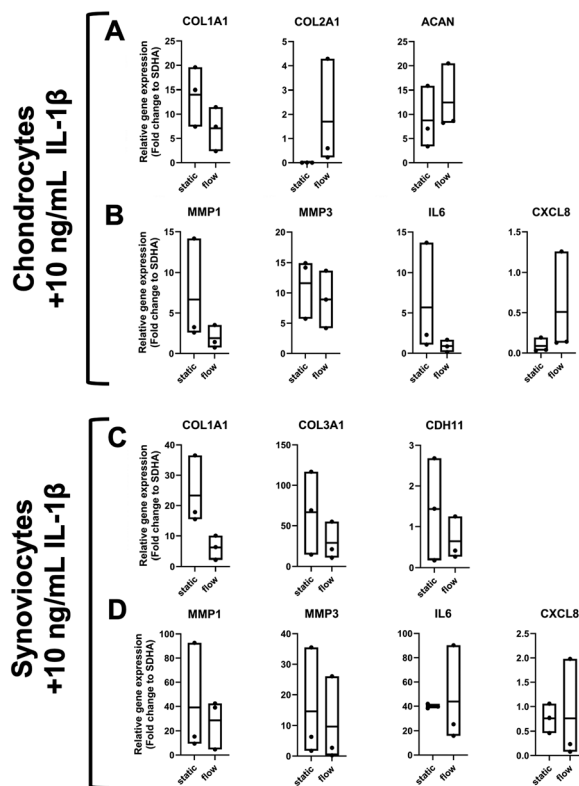 Chondrocytes
+10 ng/mL IL-1β
A
COL1A1 COL2A1 ACAN
Relative gene expression
(Fold change to SDHA)
25
20
15
10
5
0
static flow
5
4
3
2
1
0
static flow
25
20
15
10
5
0
static flow
B
MMP1 MMP3 IL6 CXCL8
Relative gene expression
(Fold change to SDHA)
15
10
5
0
static flow
20
15
10
5
0
static flow
15
10
5
0
static flow
1.5
1.0
0.5
0.0
static flow
Synoviocytes
+10 ng/mL IL-1β
C
COL1A1 COL3A1 CDH11
Relative gene expression
(Fold change to SDHA)
40
30
20
10
0
static flow
150
100
50
0
static flow
3
2
1
0
static flow
D
MMP1 MMP3 IL6 CXCL8
Relative gene expression
(Fold change to SDHA)
100
80
60
40
20
0
static flow
40
30
20
10
0
static flow
100
80
60
40
20
0
static flow
2.5
2.0
1.5
1.0
0.5
0.0
static flow